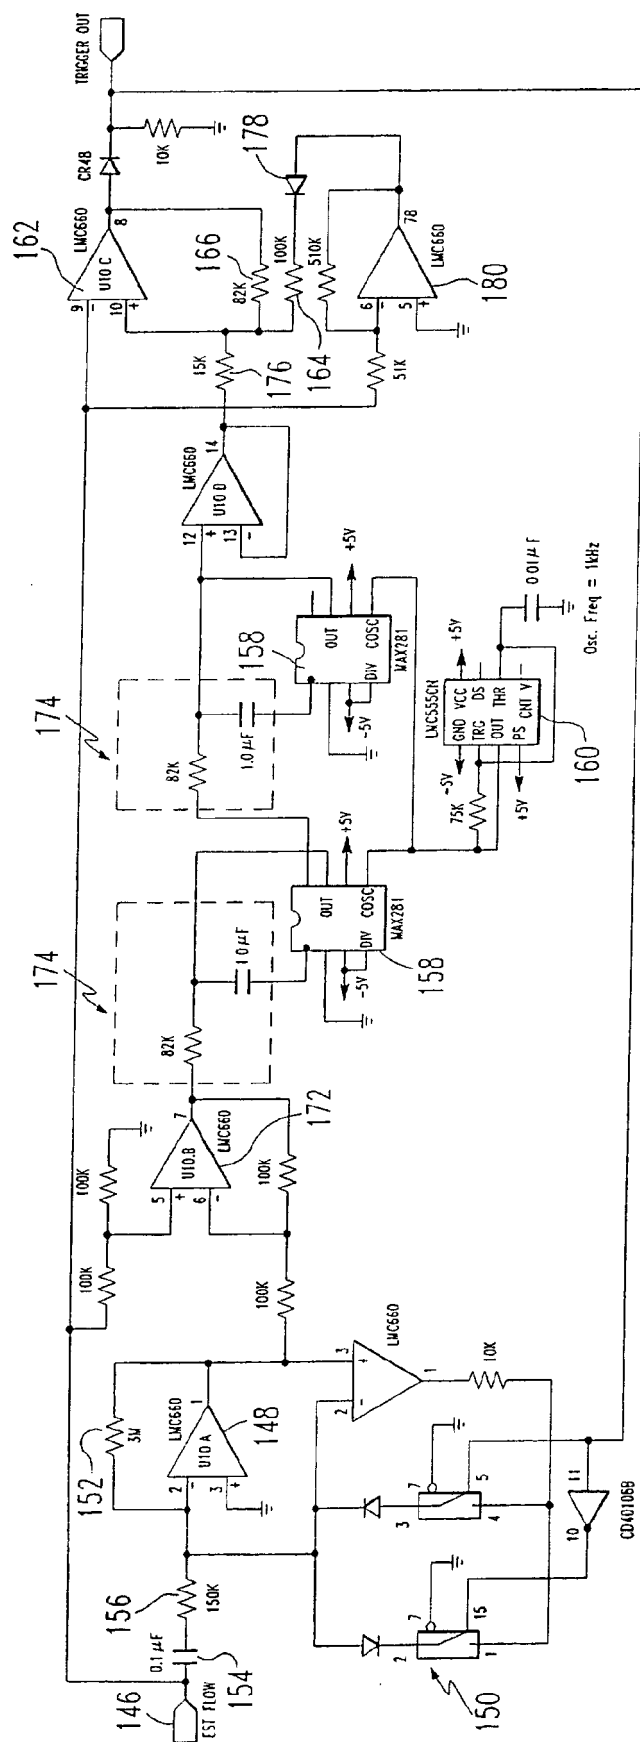 146
EST FLOW
0.1µF
154
156
150K
152
3M
LMC660
U10 A
2
-
3
+
1
148
2
-
3
+
LMC660
1
10K
2
7
15
1
150
3
7
5
4
10
11
CD40106B
100K
100K
100K
5
+
6
-
U10.B
7
LMC660
100K
172
174
82K
1.0µF
OUT
+5V
DIV
COSC
-5V
MAX281
158
174
82K
1.0µF
158
OUT
+5V
DIV
COSC
-5V
MAX281
LMC555CN
-5V
+5V
GND
VCC
TRG
DS
OUT
THR
PS
CNT V
75K
+5V
160
0.01µF
Osc. Freq = 1kHz
12
+
13
-
U10 D
LMC660
14
15K
176
162
9
-
10
+
U10 C
LMC660
8
82K
166
100K
164
178
510K
51K
6
-
5
+
78
LMC660
180
CR48
10K
TRIGGER OUT